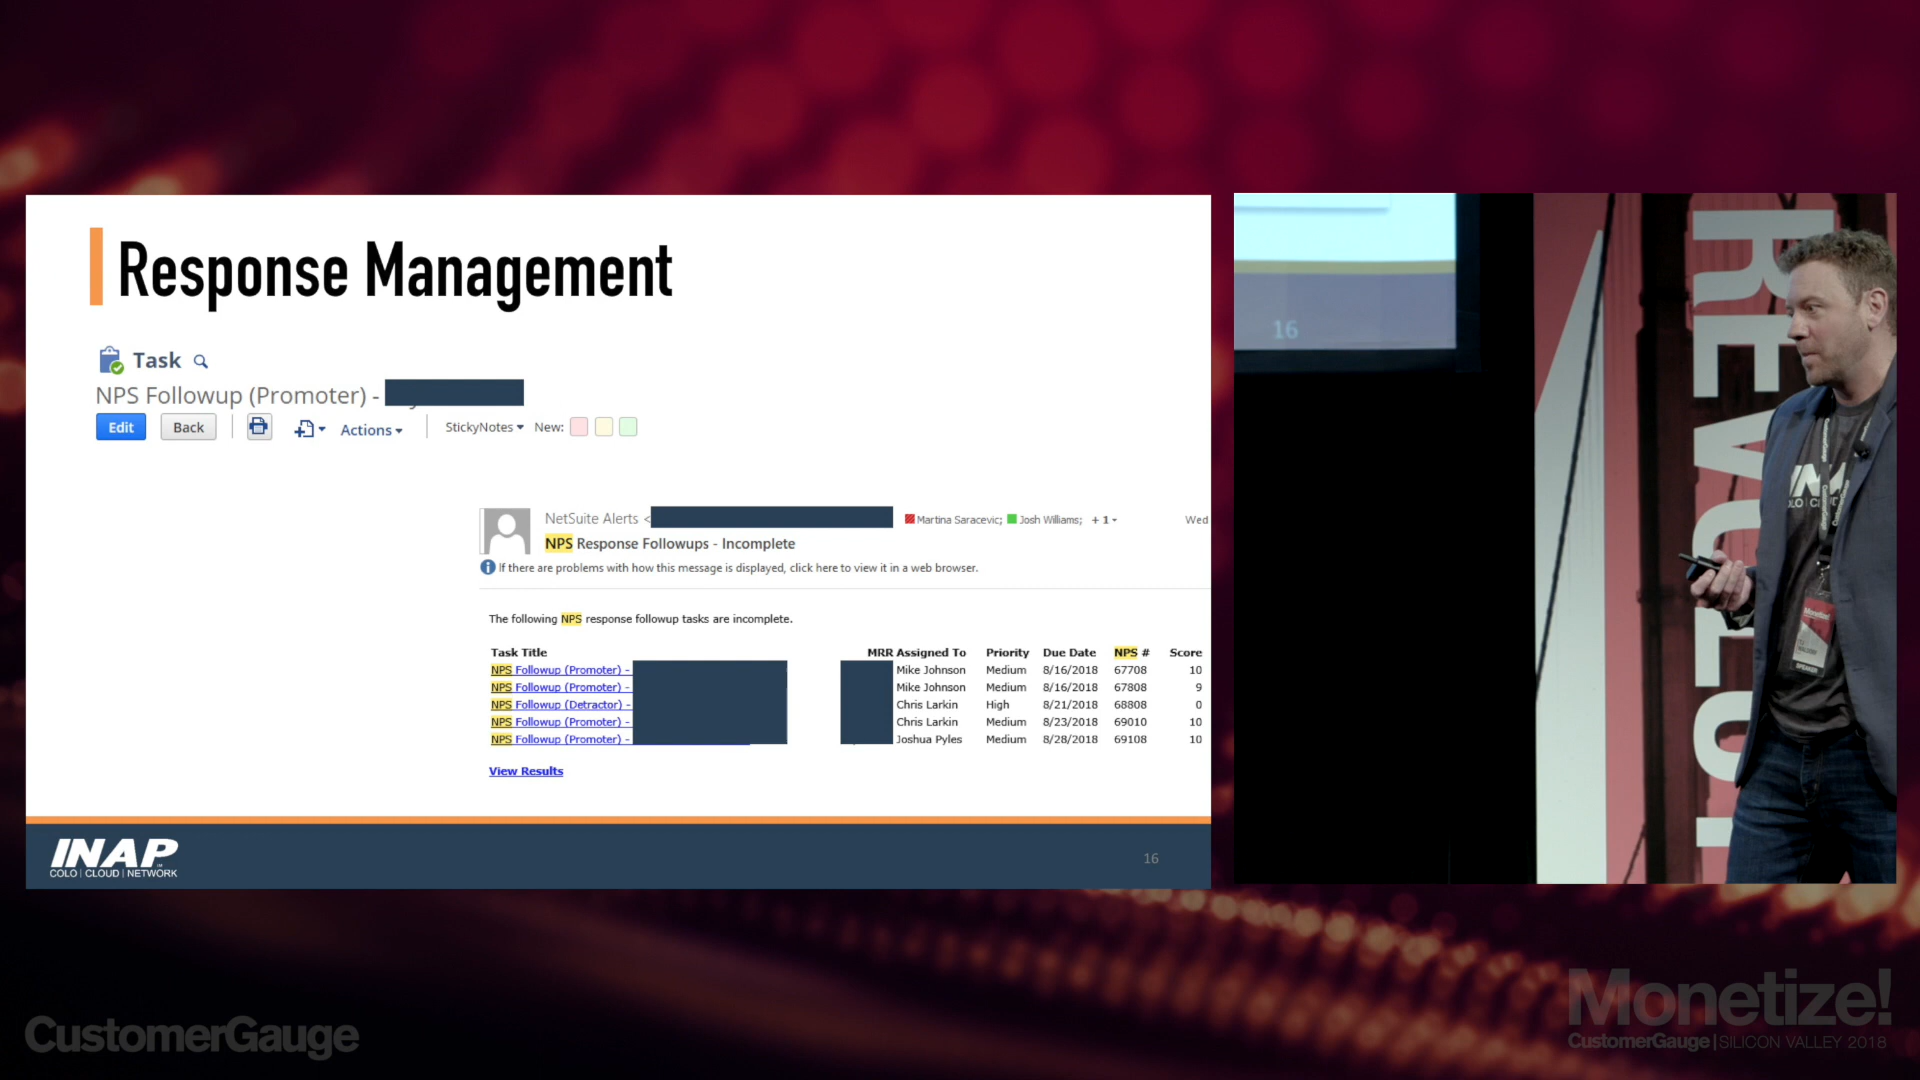 Response Management
Task
NPS Followup (Promoter) -
Edit Back Actions StickyNotes New:
NetSuite Alerts < Martina Saracevic; Josh Williams; + 1 Wed
NPS Response Followups - Incomplete
If there are problems with how this message is displayed, click here to view it in a web browser.
The following NPS response followup tasks are incomplete.
Task Title MRR Assigned To Priority Due Date NPS # Score
NPS Followup (Promoter) - Mike Johnson Medium 8/16/2018 67708 10
NPS Followup (Promoter) - Mike Johnson Medium 8/16/2018 67808 9
NPS Followup (Detractor) - Chris Larkin High 8/21/2018 68808 0
NPS Followup (Promoter) - Chris Larkin Medium 8/23/2018 69010 10
NPS Followup (Promoter) - Joshua Pyles Medium 8/28/2018 69108 10
View Results
INAP
COLO | CLOUD | NETWORK
16
16
REVOLU
Monetize!
SPEAKER
CustomerGauge
Monetize!
CustomerGauge | SILICON VALLEY 2018